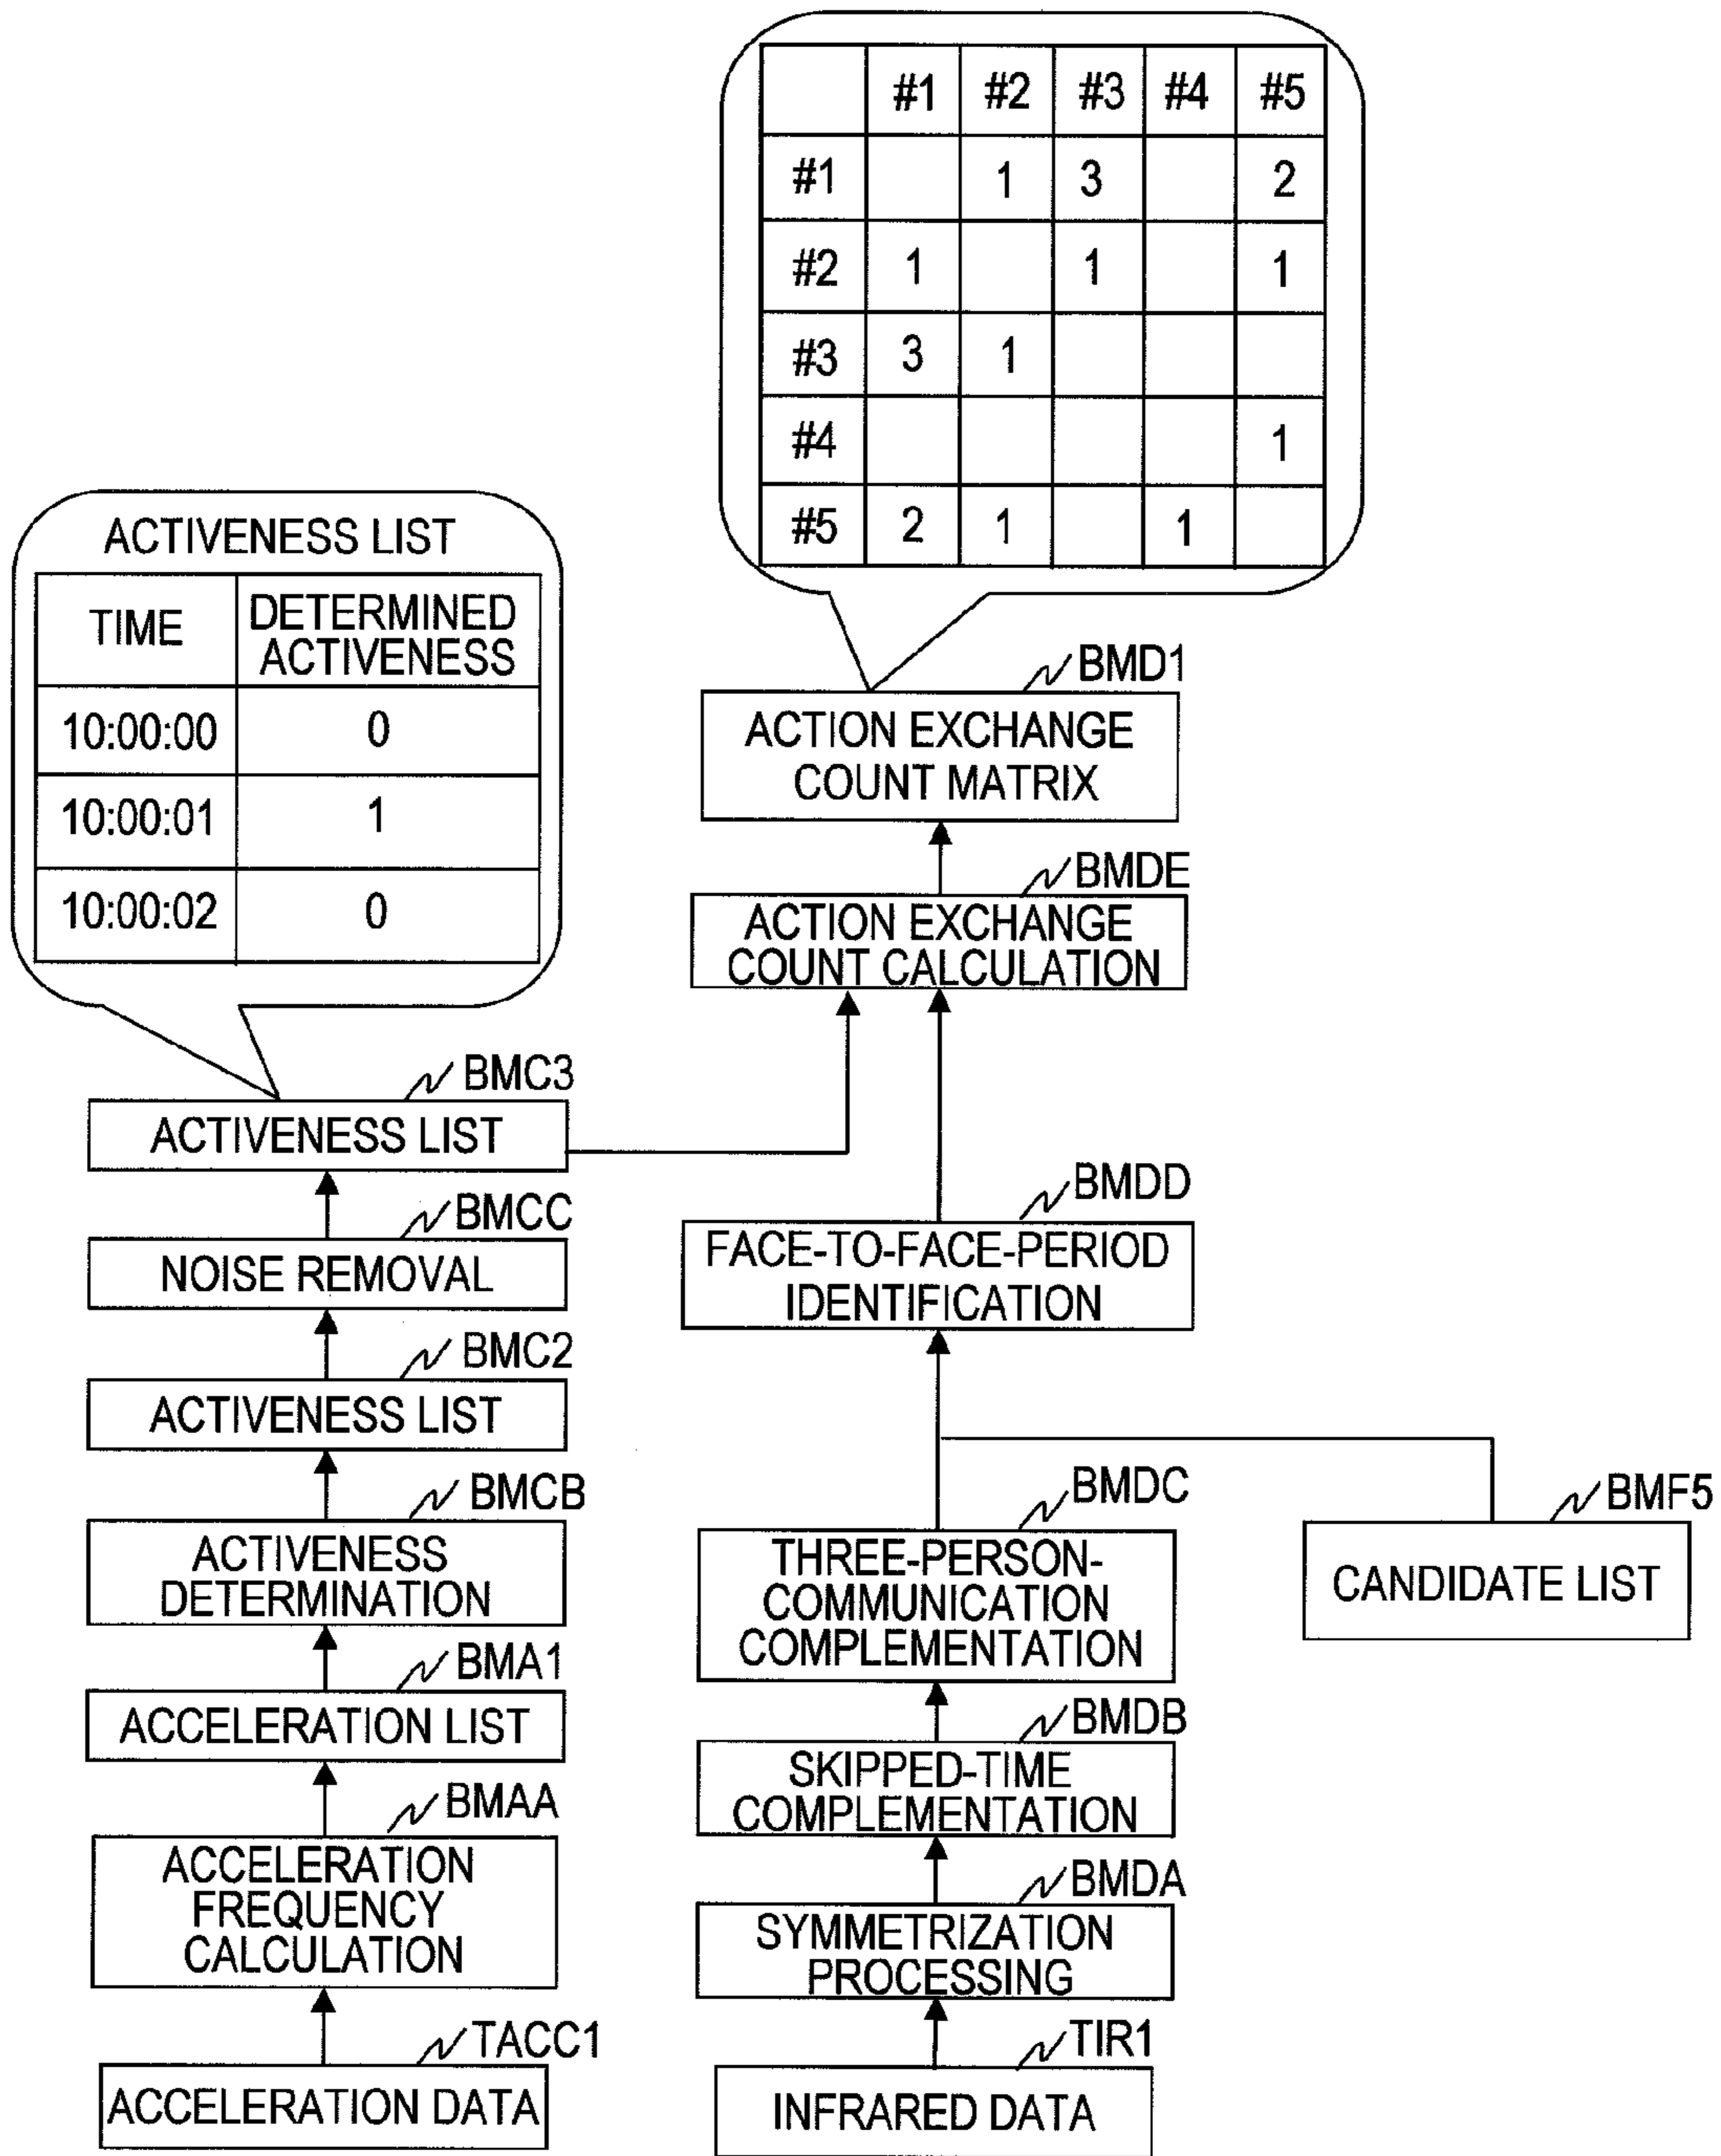 #1 #2 #3 #4 #5
#1 1 3 2
#2 1 1 1
#3 3 1
#4 1
#5 2 1 1
ACTIVENESS LIST
TIME DETERMINED
ACTIVENESS
10:00:00 0
10:00:01 1
10:00:02 0
BMD1
ACTION EXCHANGE
COUNT MATRIX
BMDE
ACTION EXCHANGE
COUNT CALCULATION
BMC3
ACTIVENESS LIST
BMCC
NOISE REMOVAL
BMC2
ACTIVENESS LIST
BMCB
ACTIVENESS
DETERMINATION
BMA1
ACCELERATION LIST
BMAA
ACCELERATION
FREQUENCY
CALCULATION
TACC1
ACCELERATION DATA
BMDD
FACE-TO-FACE-PERIOD
IDENTIFICATION
BMDC
THREE-PERSON-
COMMUNICATION
COMPLEMENTATION
BMF5
CANDIDATE LIST
BMDB
SKIPPED-TIME
COMPLEMENTATION
BMDA
SYMMETRIZATION
PROCESSING
TIR1
INFRARED DATA